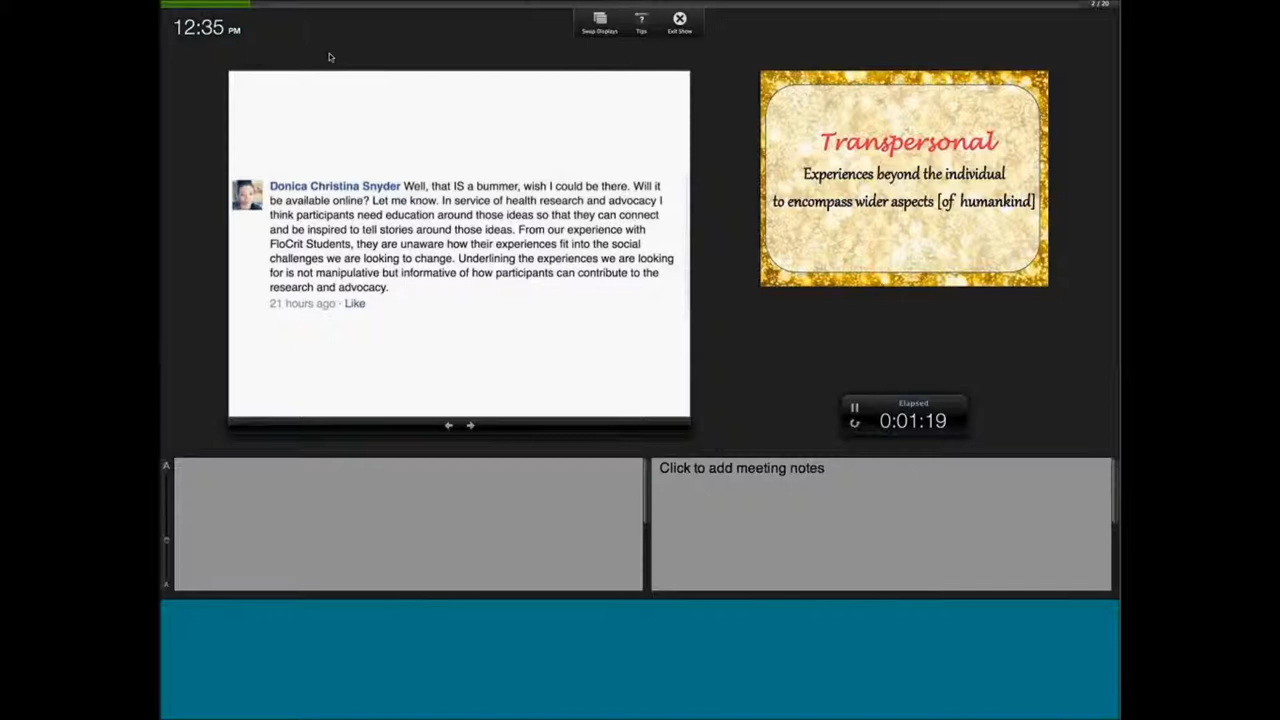 2 / 20
12:35 PM
Swap Displays
?
Tips
Exit Show
Donica Christina Snyder Well, that IS a bummer, wish I could be there. Will it
be available online? Let me know. In service of health research and advocacy I
think participants need education around those ideas so that they can connect
and be inspired to tell stories around those ideas. From our experience with
FloCrit Students, they are unaware how their experiences fit into the social
challenges we are looking to change. Underlining the experiences we are looking
for is not manipulative but informative of how participants can contribute to the
research and advocacy.
21 hours ago · Like
Transpersonal
Experiences beyond the individual
to encompass wider aspects [of humankind]
Elapsed
0:01:19
A
A
Click to add meeting notes